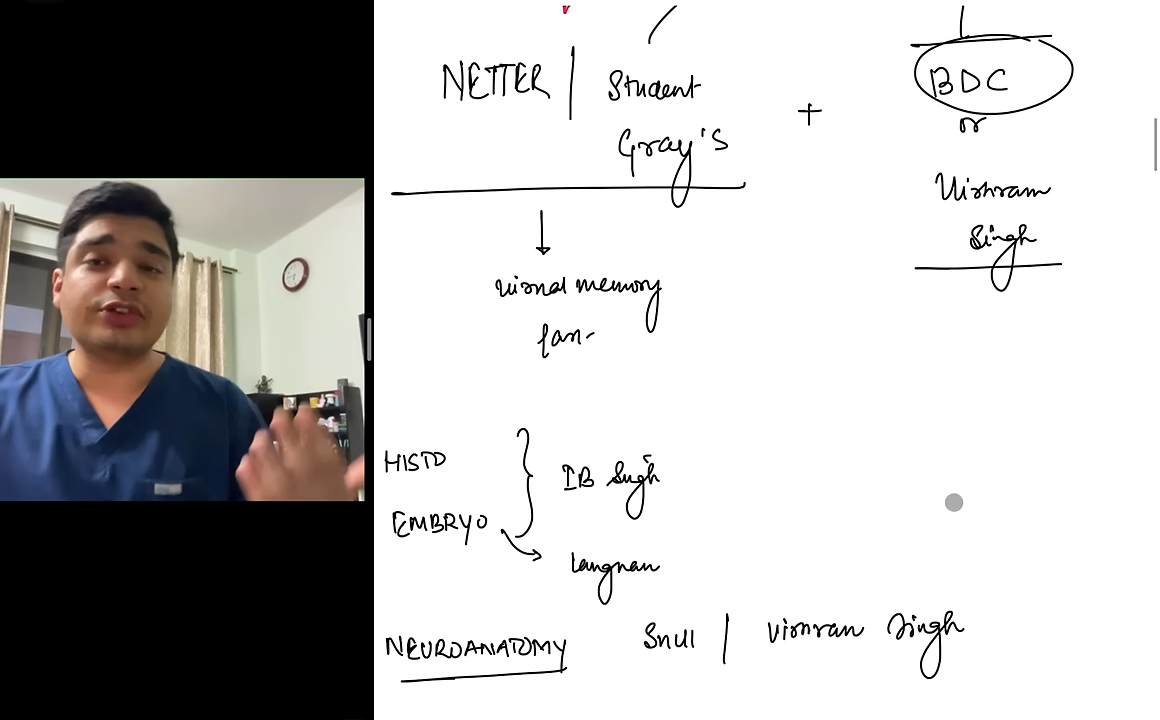 NETTER | Student
Gray's
+
BDC
or
Vishram
Singh
visual memory
fan-
HISTO
EMBRYO
IB Singh
Langman
NEUROANATOMY
Snell | Vishram Singh